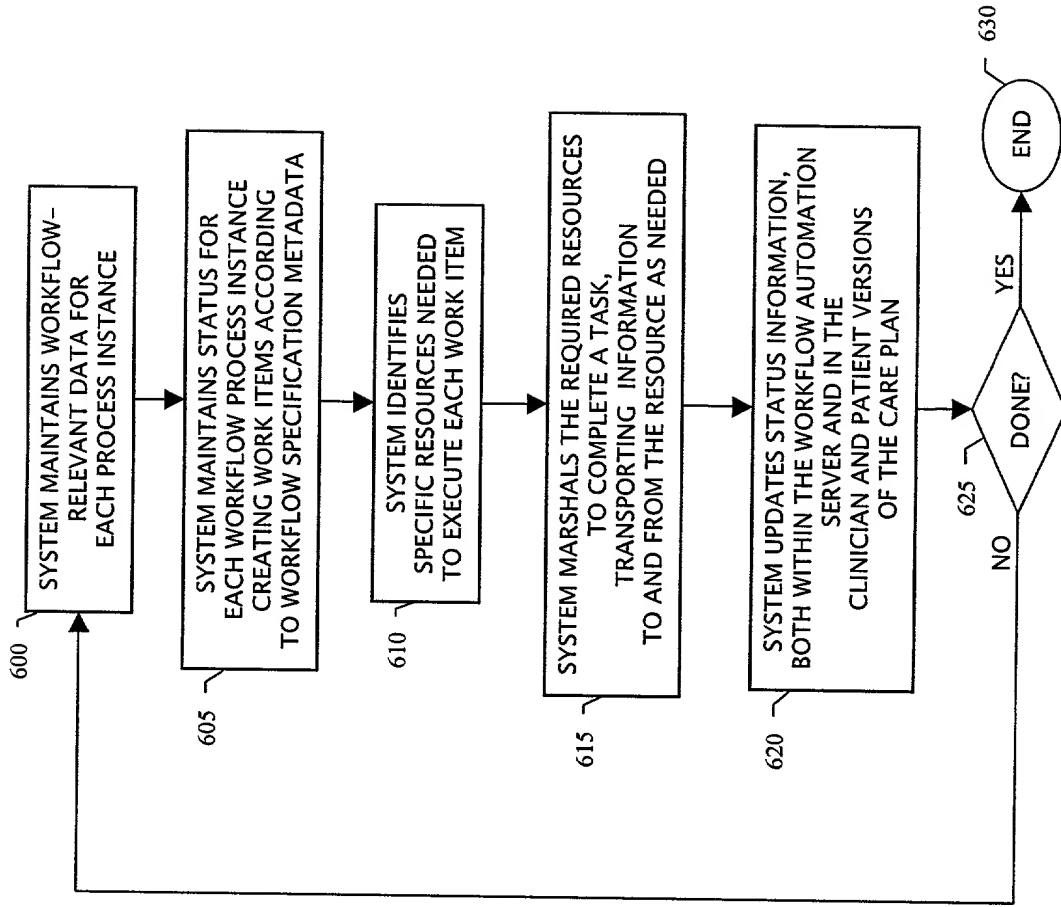 600
SYSTEM MAINTAINS WORKFLOW-
RELEVANT DATA FOR
EACH PROCESS INSTANCE
605
SYSTEM MAINTAINS STATUS FOR
EACH WORKFLOW PROCESS INSTANCE
CREATING WORK ITEMS ACCORDING
TO WORKFLOW SPECIFICATION METADATA
610
SYSTEM IDENTIFIES
SPECIFIC RESOURCES NEEDED
TO EXECUTE EACH WORK ITEM
615
SYSTEM MARSHALS THE REQUIRED RESOURCES
TO COMPLETE A TASK,
TRANSPORTING INFORMATION
TO AND FROM THE RESOURCE AS NEEDED
620
SYSTEM UPDATES STATUS INFORMATION,
BOTH WITHIN THE WORKFLOW AUTOMATION
SERVER AND IN THE
CLINICIAN AND PATIENT VERSIONS
OF THE CARE PLAN
625
NO
DONE?
YES
630
END